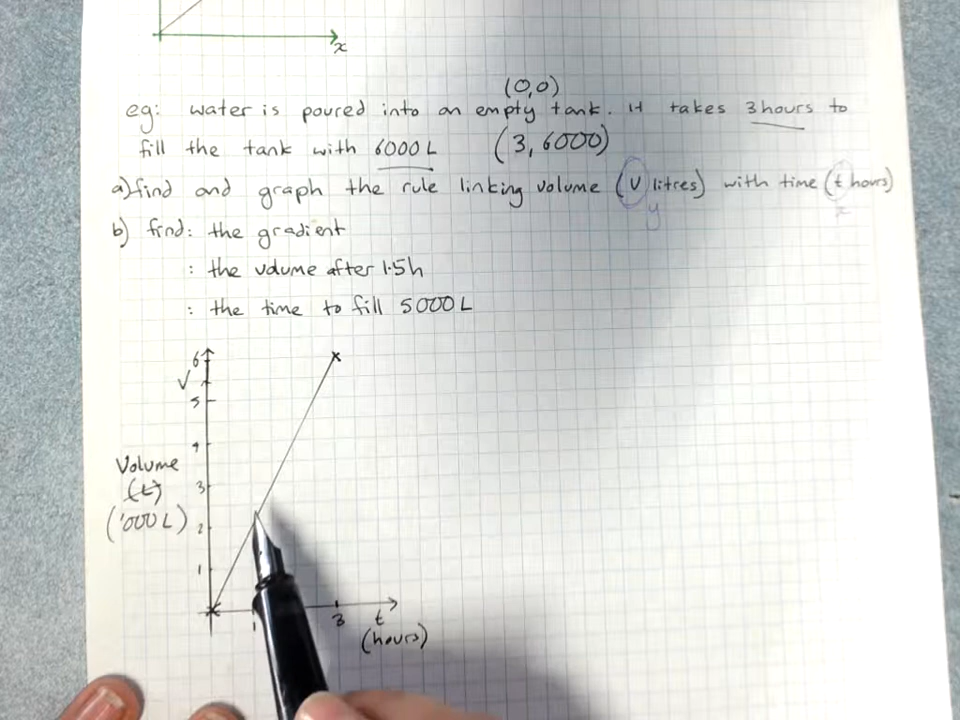 x
(0,0)
eg: water is poured into an empty tank. It takes 3 hours to
fill the tank with 6000 L (3, 6000)
a) find and graph the rule linking volume (V litres) with time (t hours)
y x
b) find: the gradient
: the volume after 1.5h
: the time to fill 5000 L
6
V
5
4
Volume
(L)
3
('000 L)
2
1
1 3 t
(hours)